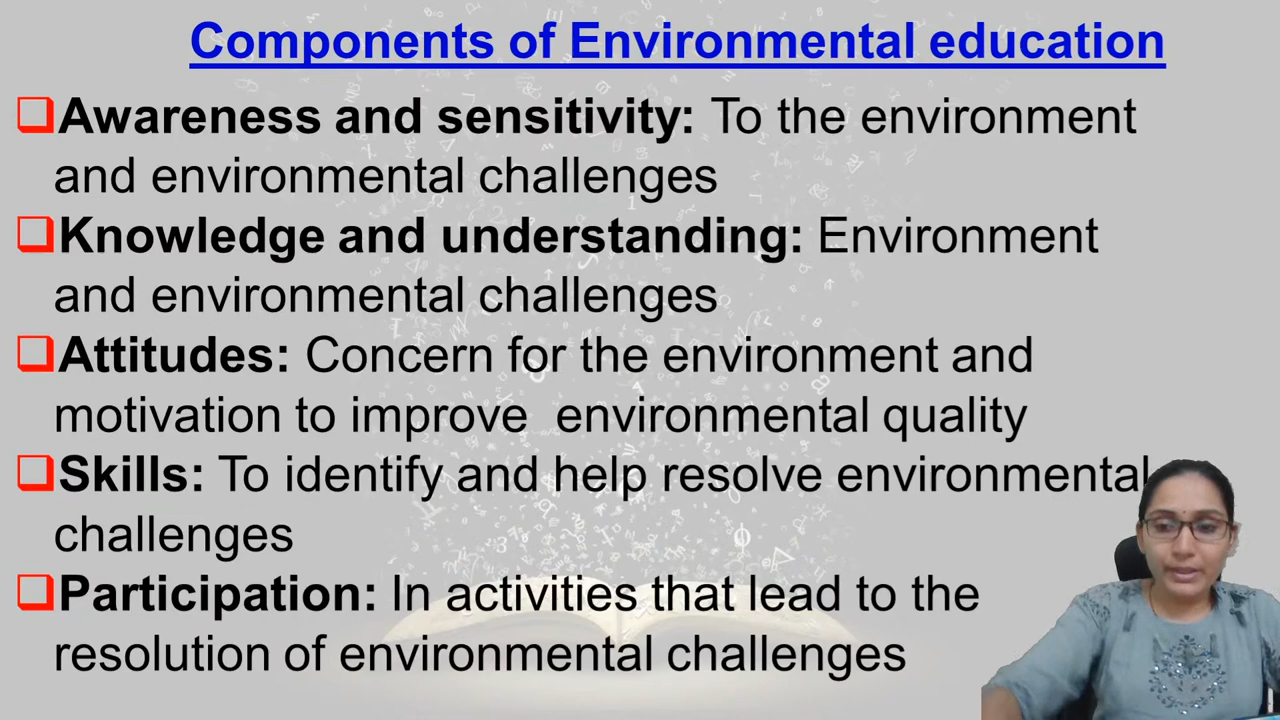 Components of Environmental education
Awareness and sensitivity: To the environment
and environmental challenges
Knowledge and understanding: Environment
and environmental challenges
Attitudes: Concern for the environment and
motivation to improve  environmental quality
Skills: To identify and help resolve environmental
challenges
Participation: In activities that lead to the
resolution of environmental challenges